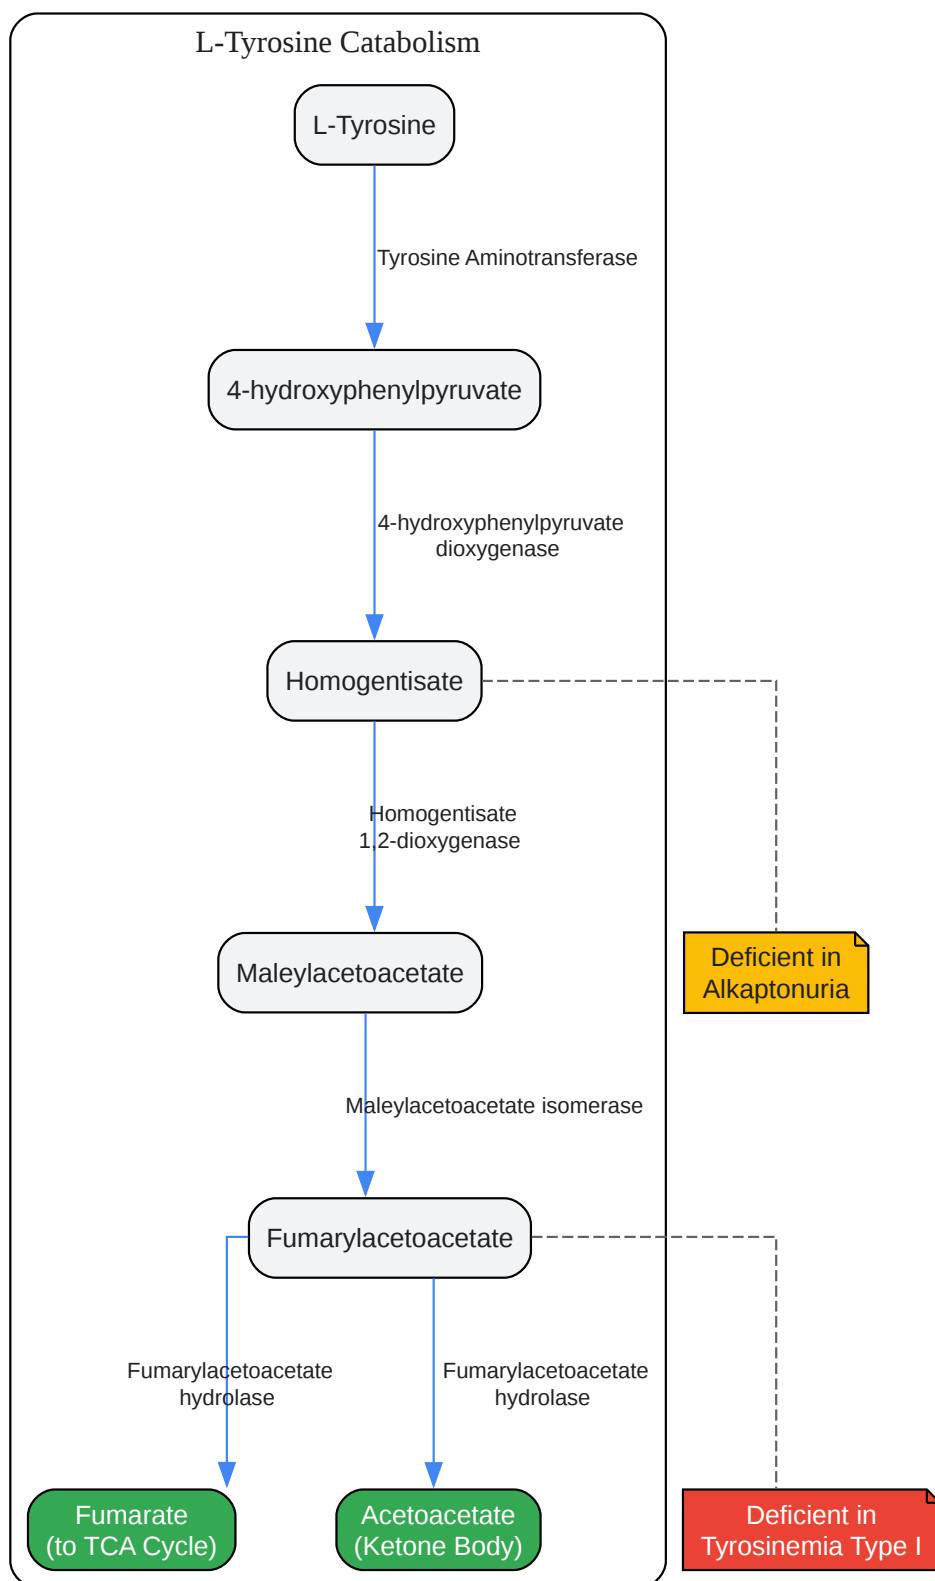 L-Tyrosine Catabolism
L-Tyrosine
Tyrosine Aminotransferase
4-hydroxyphenylpyruvate
4-hydroxyphenylpyruvate
dioxygenase
Homogentisate
Homogentisate
1,2-dioxygenase
Maleylacetoacetate
Deficient in
Alkaptonuria
Maleylacetoacetate isomerase
Fumarylacetoacetate
Fumarylacetoacetate
hydrolase
Fumarylacetoacetate
hydrolase
Fumarate
(to TCA Cycle)
Acetoacetate
(Ketone Body)
Deficient in
Tyrosinemia Type I